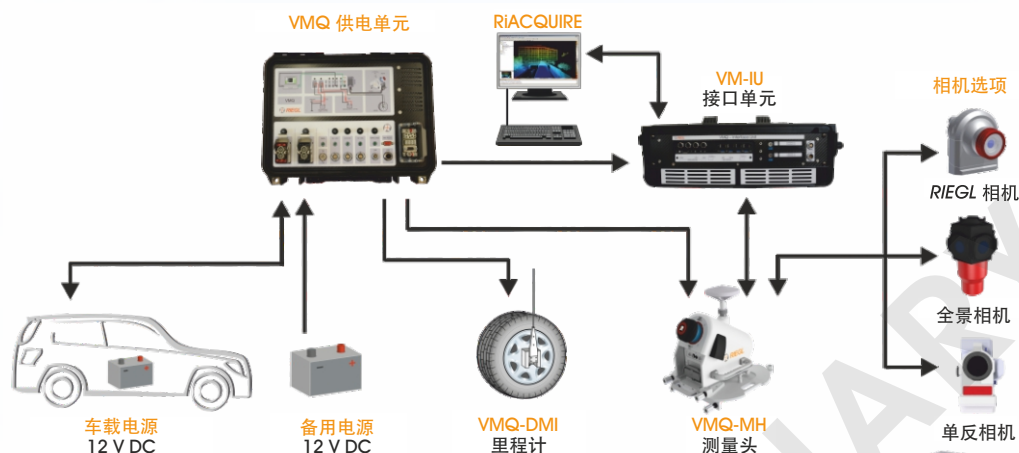 VMQ 供电单元
RiACQUIRE
VM-IU
接口单元
相机选项
RIEGL 相机
全景相机
单反相机
车载电源
12 V DC
备用电源
12 V DC
VMQ-DMI
里程计
VMQ-MH
测量头
RIEGL
RIEGL